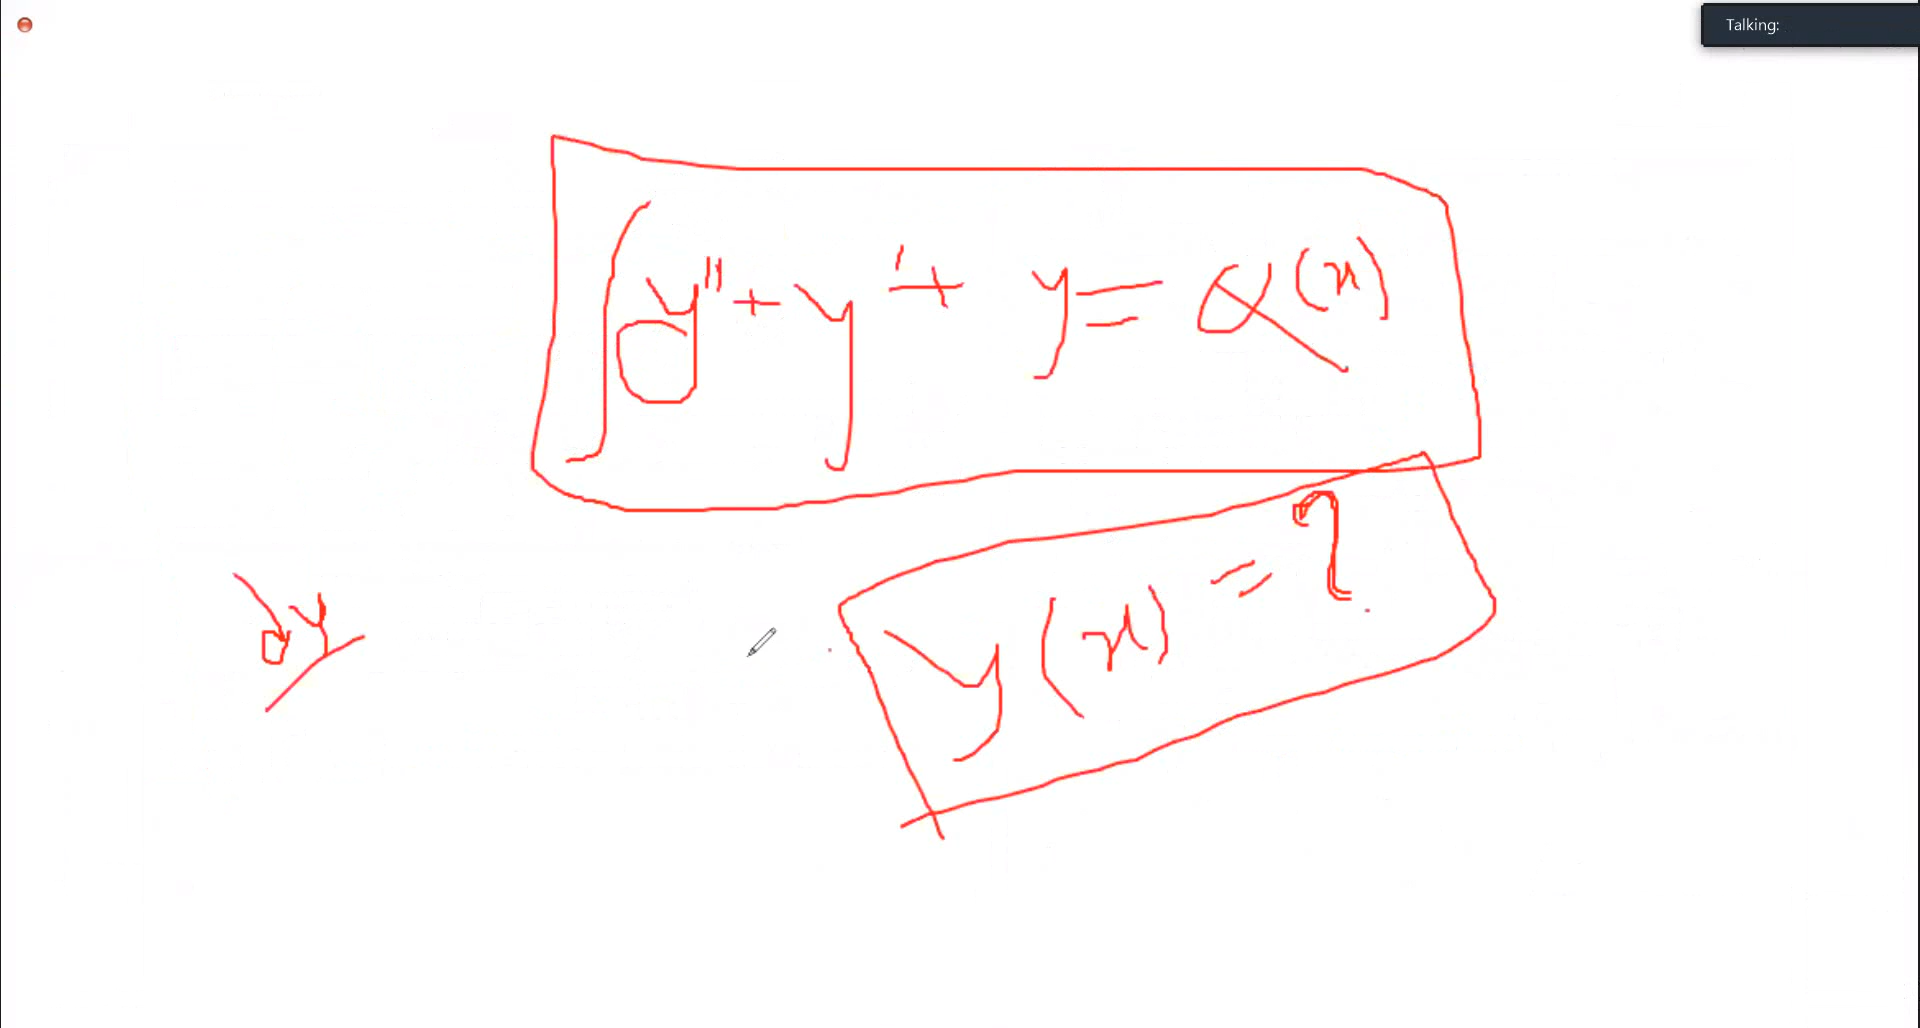 Talking:
∫ y'' + y' + y = Q(x)
y(x) = ?
dy